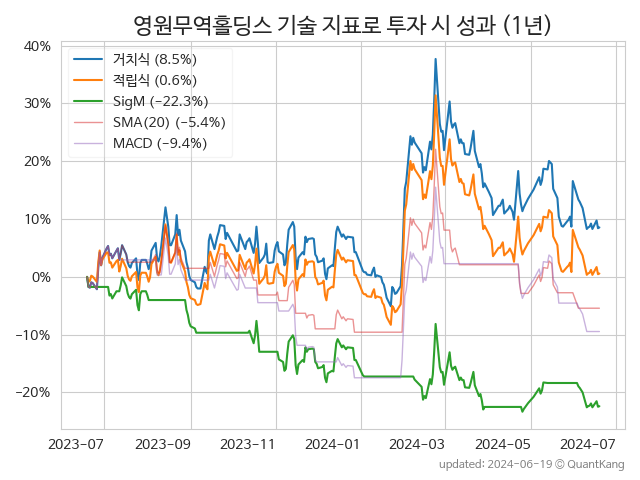 영원무역홀딩스 기술 지표로 투자 시 성과 (1년)
40%
30%
20%
10%
0%
−10%
−20%
거치식 (8.5%)
적립식 (0.6%)
SigM (−22.3%)
SMA(20) (−5.4%)
MACD (−9.4%)
2023-07 2023-09 2023-11 2024-01 2024-03 2024-05 2024-07
updated: 2024-06-19 © QuantKang